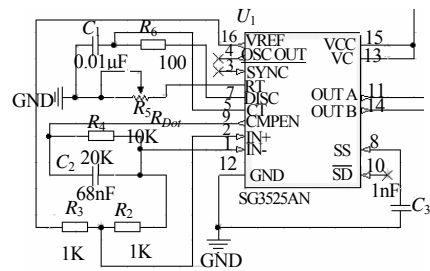 U1
C1 R6 16 VREF VCC 15
0.01μF 100 4 OSC OUT VC 13
3 SYNC
GND RT
7 DISC OUT A 11
R5 RDot 5 CT OUT B 14
R4 10K 9 CMPEN
2 IN+ SS 8
C2 20K 1 IN-
68nF 12 GND SD 10
SG3525AN 1nF C3
R3 R2
1K 1K GND